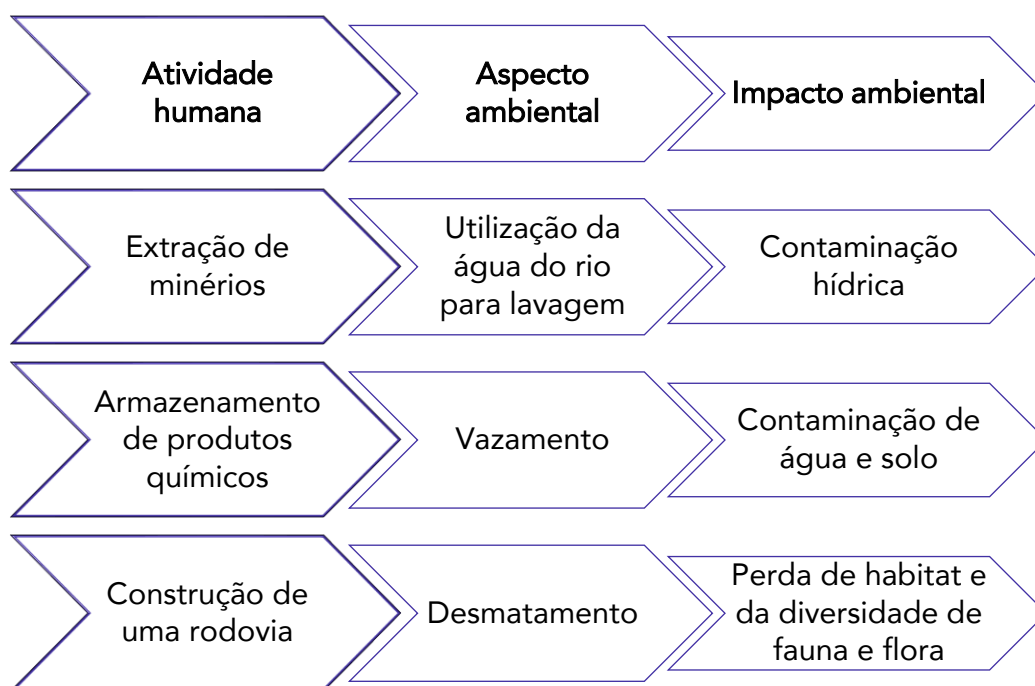 Atividade
humana
Aspecto
ambiental
Impacto ambiental
Extração de
minérios
Utilização da
água do rio
para lavagem
Contaminação
hídrica
Armazenamento
de produtos
químicos
Vazamento
Contaminação de
água e solo
Construção de
uma rodovia
Desmatamento
Perda de habitat e
da diversidade de
fauna e flora